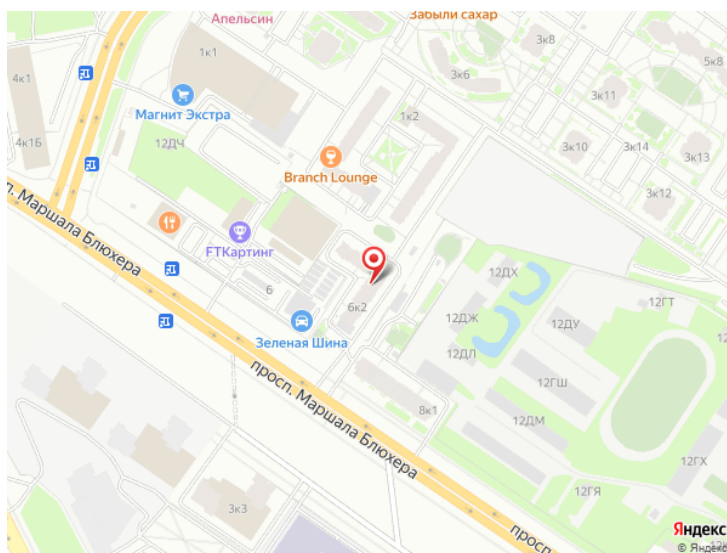 Апельсин
Забыли сахар
1к1
4к1
3к6
5к8
3к11
Магнит Экстра
1к2
4к1Б
12ДЧ
3к10
3к14
3к13
Branch Lounge
3к12
просп. Маршала Блюхера
FTКартинг
6
12ДХ
12ГТ
6к2
12ДЖ
12ДУ
Зеленая Шина
12ДЛ
12ГШ
просп. Маршала Блюхера
8к1
12ДМ
12ГХ
12ГЯ
3к3
Яндекс
© Яндекс